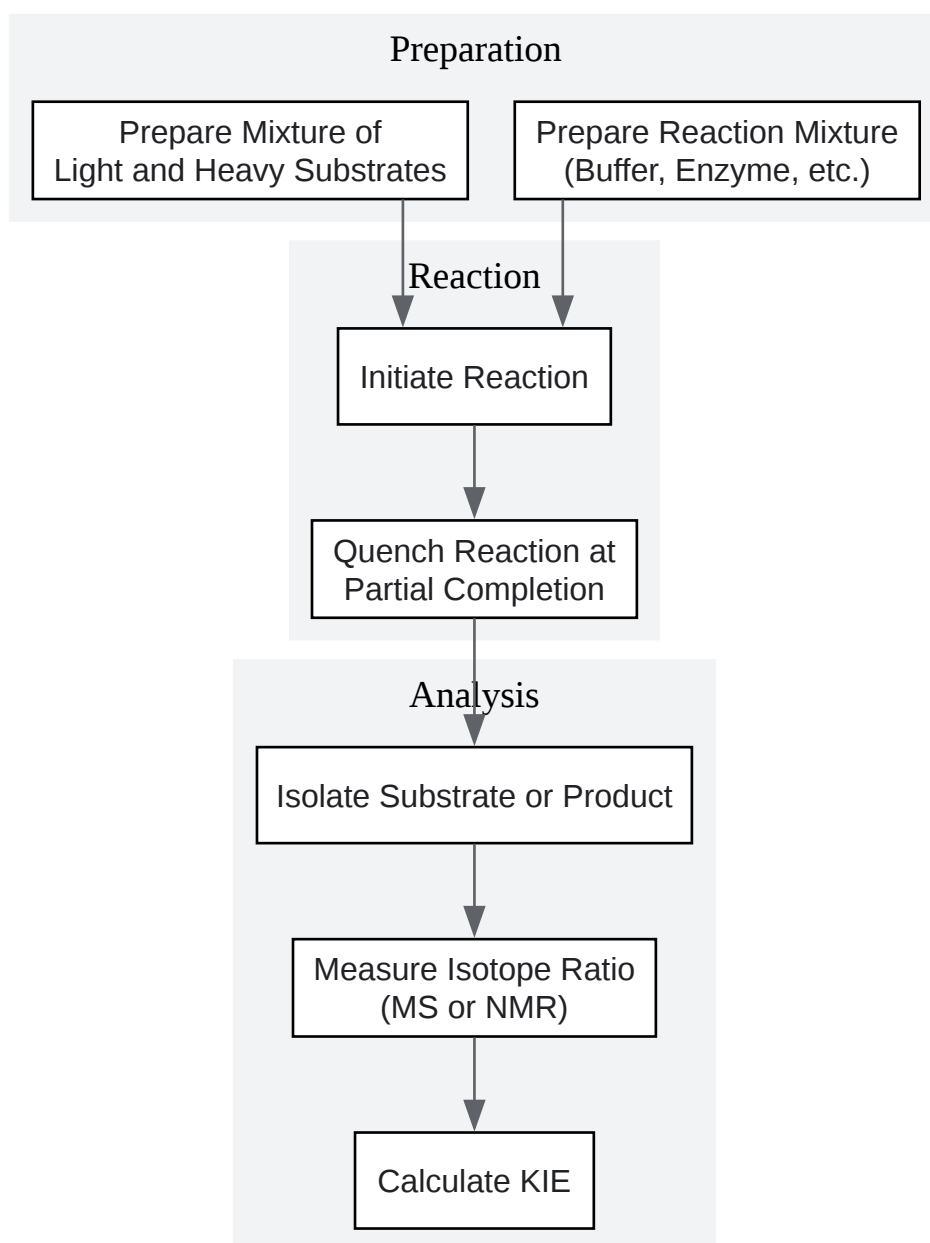 Preparation
Prepare Mixture of
Light and Heavy Substrates
Prepare Reaction Mixture
(Buffer, Enzyme, etc.)
Reaction
Initiate Reaction
Quench Reaction at
Partial Completion
Analysis
Isolate Substrate or Product
Measure Isotope Ratio
(MS or NMR)
Calculate KIE